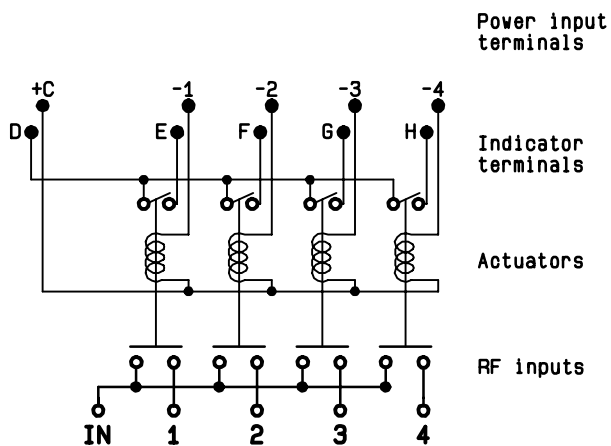 Power input
terminals
+C -1 -2 -3 -4
D E F G H
Indicator
terminals
Actuators
RF inputs
IN 1 2 3 4